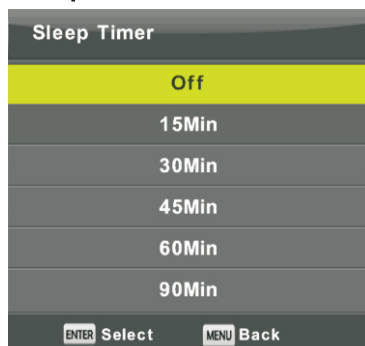 Sleep Timer
Off
15Min
30Min
45Min
60Min
90Min
ENTER Select MENU Back